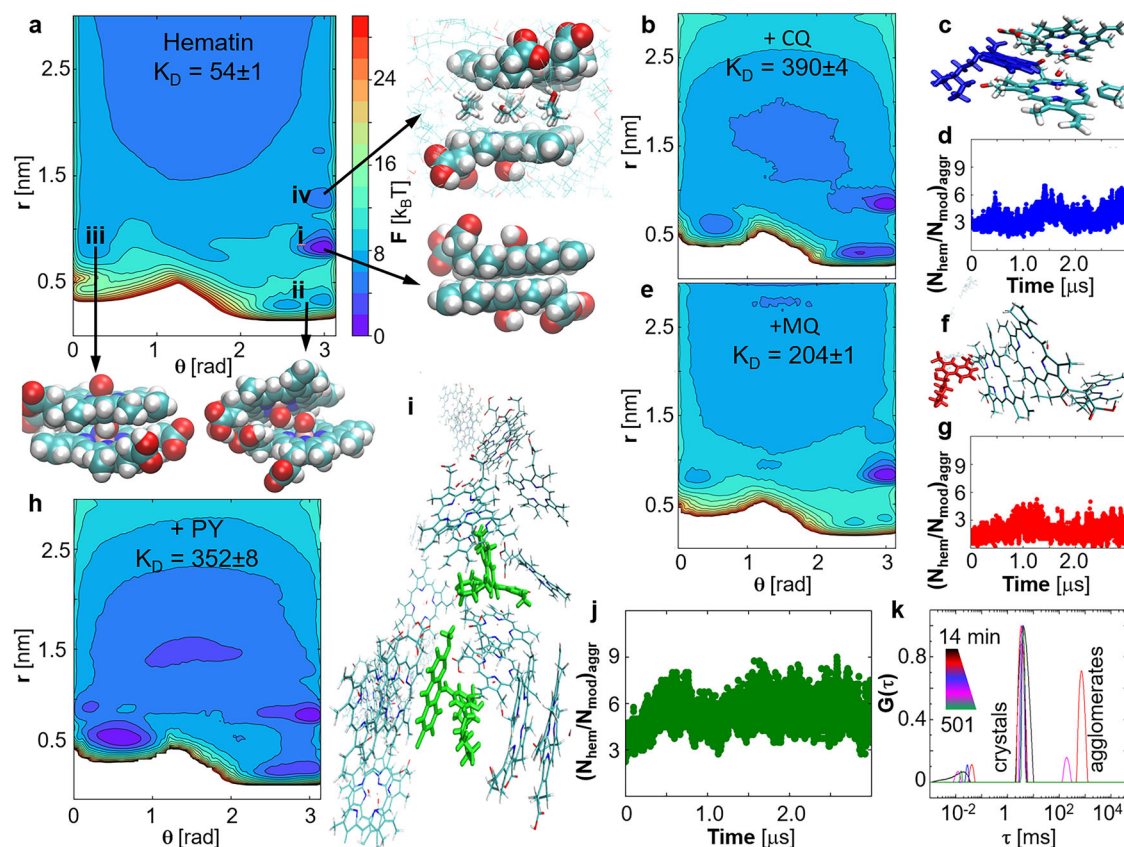 a
Hematin
K_D = 54±1
r [nm]
2.5
1.5
0.5
0
1
2
3
θ [rad]
i
ii
iii
iv
24
16
8
0
F [k_BT]
b
+ CQ
K_D = 390±4
r [nm]
2.5
1.5
0.5
c
d
(N_hem/N_mod)_aggr
9
6
3
0
1.0
2.0
Time [µs]
e
+MQ
K_D = 204±1
r [nm]
2.5
1.5
0.5
0
1
2
3
θ [rad]
f
g
(N_hem/N_mod)_aggr
9
6
3
0
1.0
2.0
Time [µs]
h
+ PY
K_D = 352±8
r [nm]
2.5
1.5
0.5
0
1
2
3
θ [rad]
i
j
(N_hem/N_mod)_aggr
9
6
3
0.0
1.0
2.0
Time [µs]
k
G(τ)
0.8
0.4
0
14 min
501
crystals
agglomerates
10^-2
10^0
10^2
10^4
τ [ms]